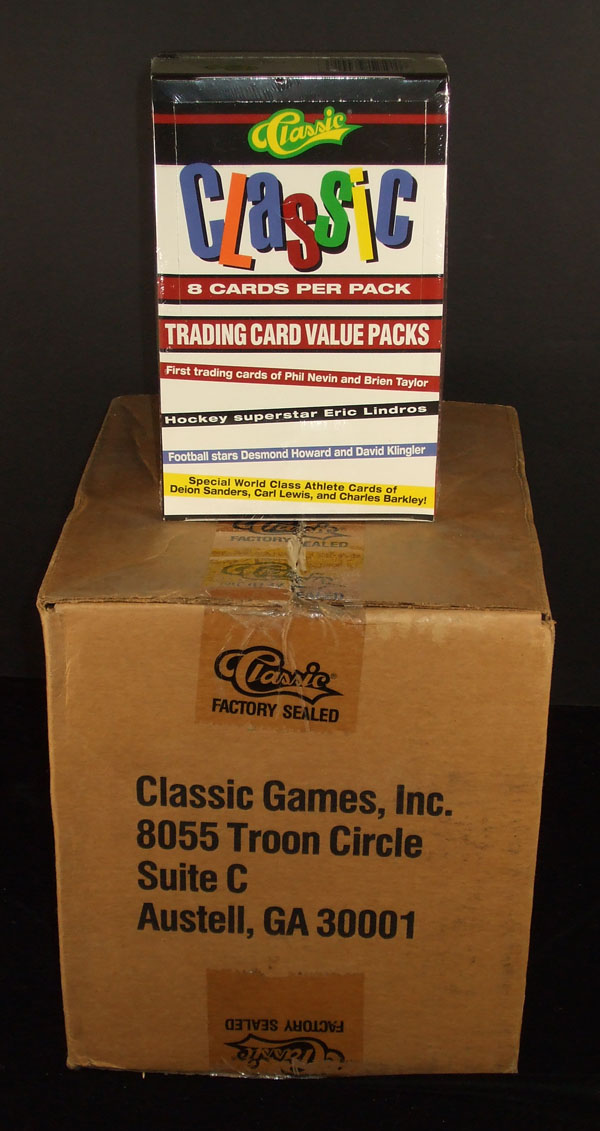 Classic
Classic
8 CARDS PER PACK
TRADING CARD VALUE PACKS
First trading cards of Phil Nevin and Brien Taylor
Hockey superstar Eric Lindros
Football stars Desmond Howard and David Klingler
Special World Class Athlete Cards of
Deion Sanders, Carl Lewis, and Charles Barkley!
Classic
FACTORY SEALED
Classic
Classic®
FACTORY SEALED
Classic Games, Inc.
8055 Troon Circle
Suite C
Austell, GA 30001
FACTORY SEALED
Classic